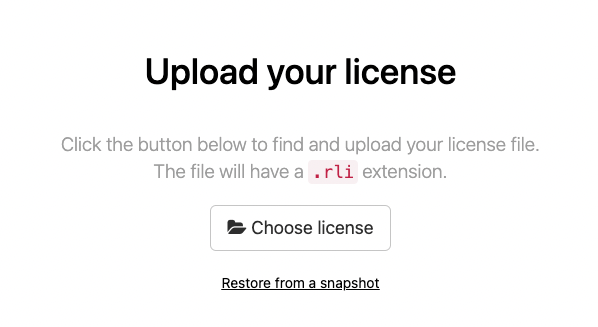 Upload your license
Click the button below to find and upload your license file.
The file will have a .rli extension.
Choose license
Restore from a snapshot